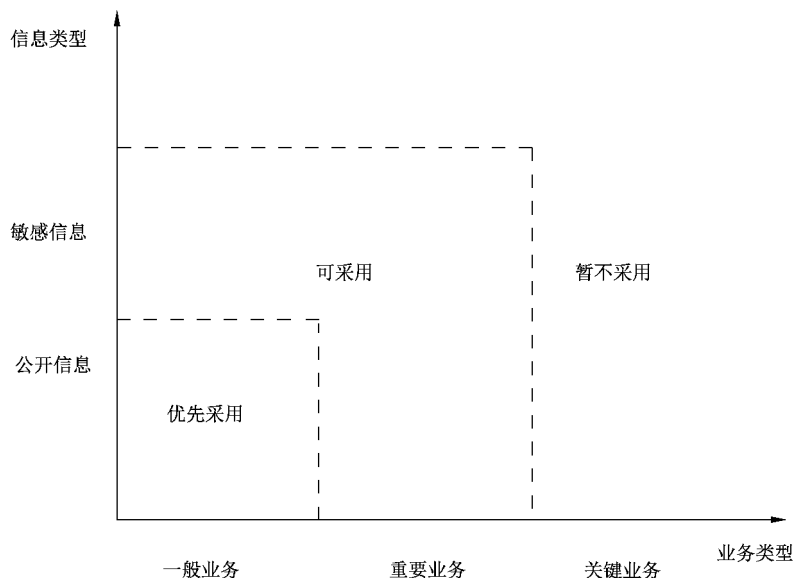 信息类型
敏感信息
可采用
暂不采用
公开信息
优先采用
业务类型
一般业务
重要业务
关键业务